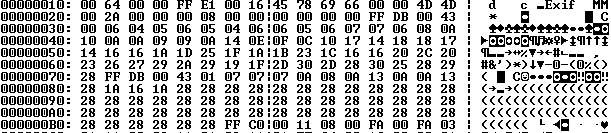 00000010: 00 64 00 00 FF E1 00 16¦45 78 69 66 00 00 4D 4D ¦ d Exif MM
00000020: 00 2A 00 00 00 08 00 00¦00 00 00 00 FF DB 00 43 ¦ * C
00000030: 00 06 04 05 06 05 04 06¦06 05 06 07 07 06 08 0A ¦
00000040: 10 0A 0A 09 09 0A 14 0E¦0F 0C 10 17 14 18 18 17 ¦
00000050: 14 16 16 1A 1D 25 1F 1A¦1B 23 1C 16 16 20 2C 20 ¦
00000060: 23 26 27 29 2A 29 19 1F¦2D 30 2D 28 30 25 28 29 ¦ #&')*)↓▼-0-(0%()
00000070: 28 FF DB 00 43 01 07 07¦07 0A 08 0A 13 0A 0A 13 ¦ ( C
00000080: 28 1A 16 1A 28 28 28 28¦28 28 28 28 28 28 28 28 ¦ (→▬→((((((((((((
00000090: 28 28 28 28 28 28 28 28¦28 28 28 28 28 28 28 28 ¦ ((((((((((((((((
000000A0: 28 28 28 28 28 28 28 28¦28 28 28 28 28 28 28 28 ¦ ((((((((((((((((
000000B0: 28 28 28 28 28 28 FF C0¦00 11 08 00 FA 00 FA 03 ¦ ((((((